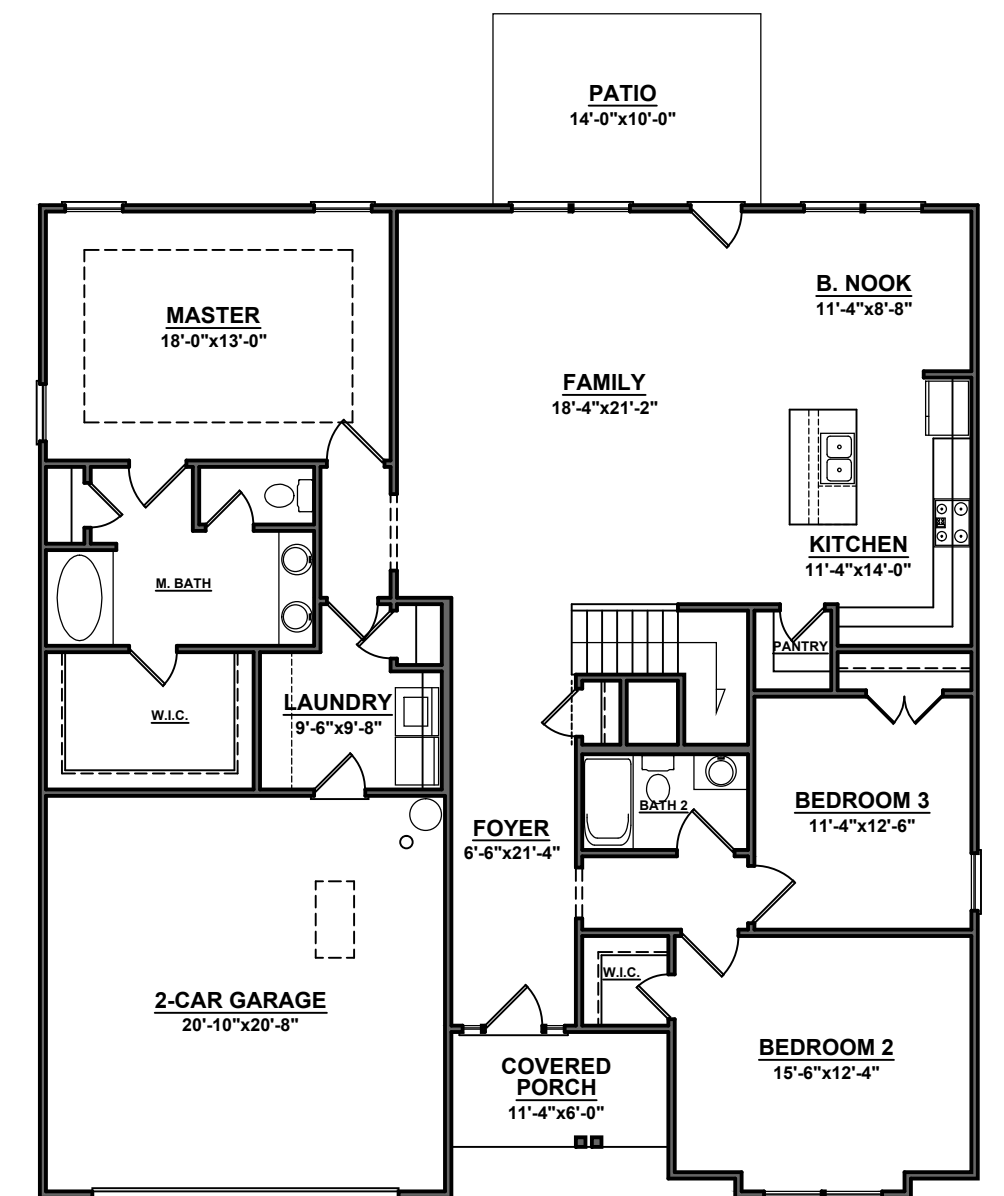 PATIO
14'-0"x10'-0"
B. NOOK
11'-4"x8'-8"
MASTER
18'-0"x13'-0"
FAMILY
18'-4"x21'-2"
KITCHEN
11'-4"x14'-0"
M. BATH
PANTRY
W.I.C.
LAUNDRY
9'-6"x9'-8"
BATH 2
BEDROOM 3
11'-4"x12'-6"
FOYER
6'-6"x21'-4"
W.I.C.
2-CAR GARAGE
20'-10"x20'-8"
BEDROOM 2
15'-6"x12'-4"
COVERED
PORCH
11'-4"x6'-0"